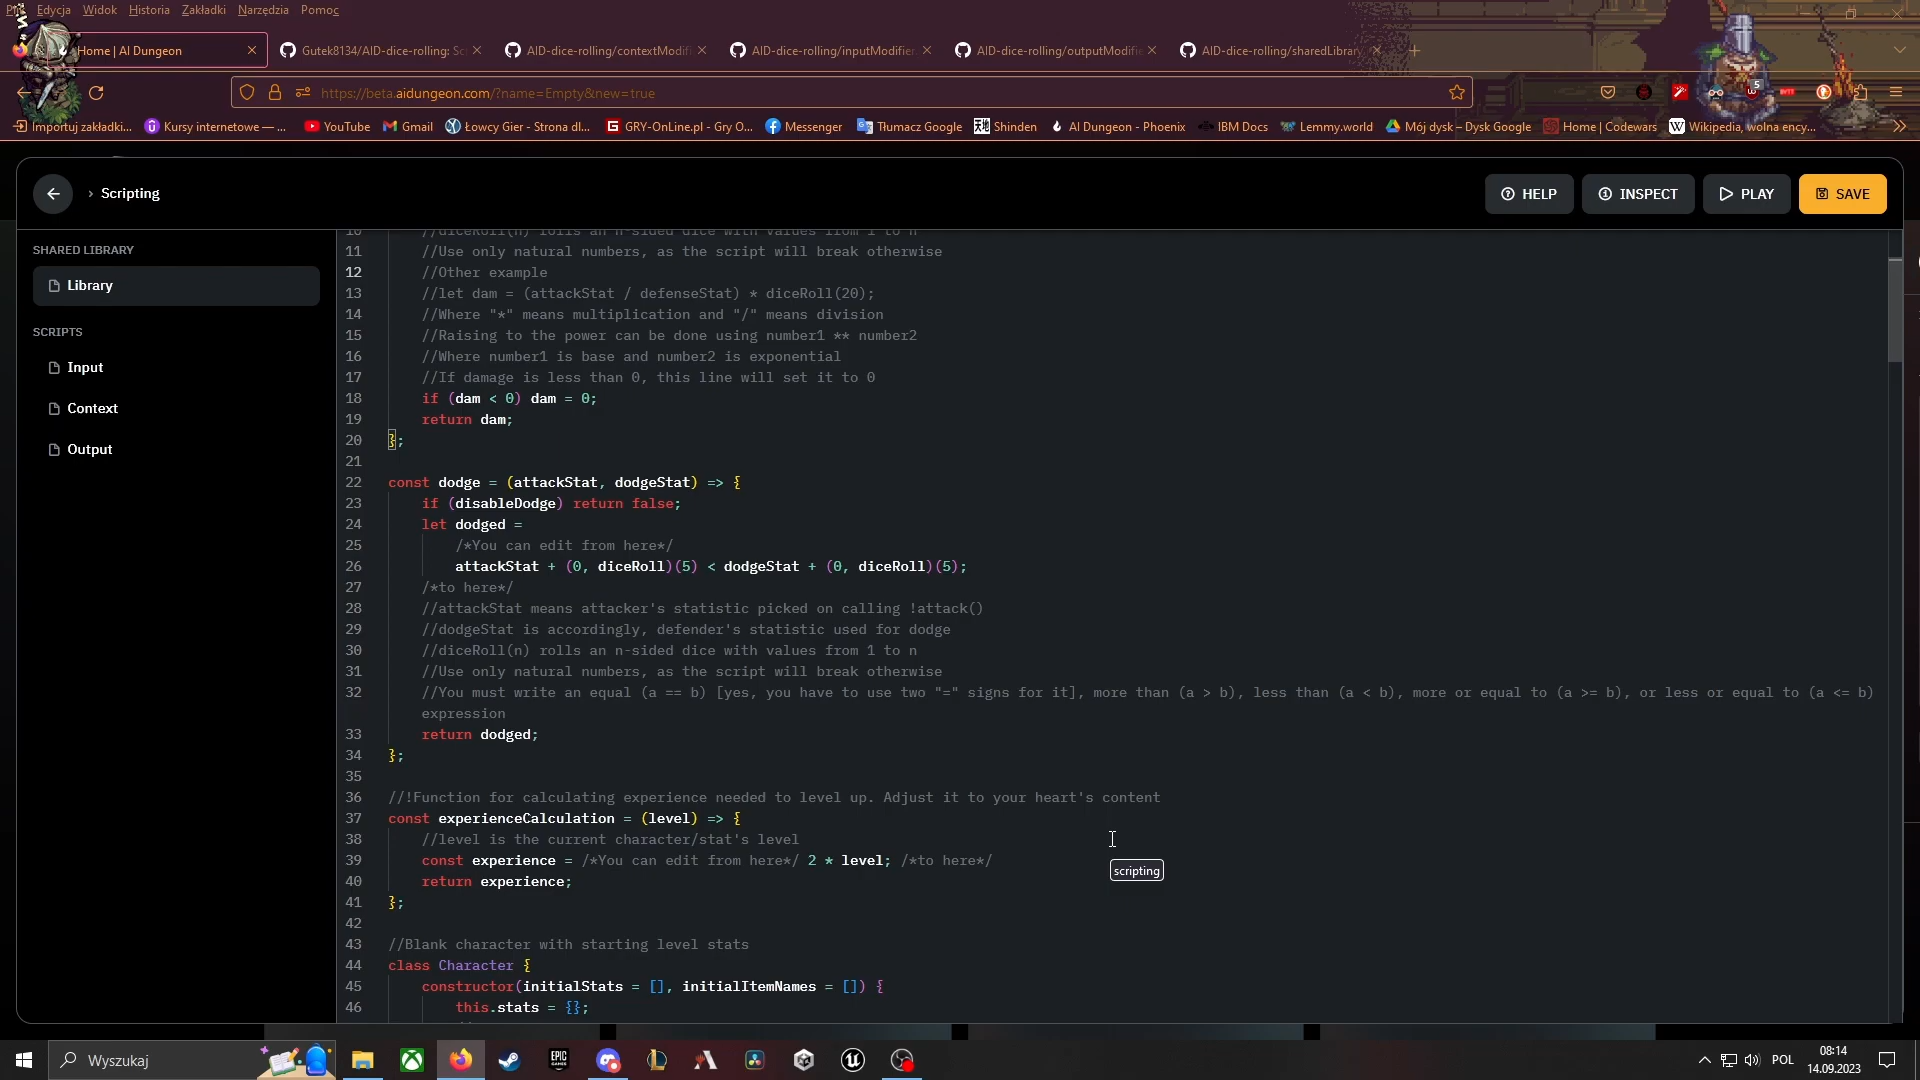 Plik Edycja Widok Historia Zakładki Narzędzia Pomoc
Home | AI Dungeon
Gutek8134/AID-dice-rolling: Sc
AID-dice-rolling/contextModifi
AID-dice-rolling/inputModifier.
AID-dice-rolling/outputModifie
AID-dice-rolling/sharedLibrary
https://beta.aidungeon.com/?name=Empty&new=true
5
Importuj zakładki...
Kursy internetowe — ...
YouTube
Gmail
Łowcy Gier - Strona dl...
GRY-OnLine.pl - Gry O...
Messenger
Tłumacz Google
Shinden
AI Dungeon - Phoenix
IBM Docs
Lemmy.world
Mój dysk – Dysk Google
Home | Codewars
Wikipedia, wolna ency...
Scripting
HELP
INSPECT
PLAY
SAVE
SHARED LIBRARY
Library
SCRIPTS
Input
Context
Output
10 //diceRoll(n) rolls an n-sided dice with values from 1 to n
11 //Use only natural numbers, as the script will break otherwise
12 //Other example
13 //let dam = (attackStat / defenseStat) * diceRoll(20);
14 //Where "*" means multiplication and "/" means division
15 //Raising to the power can be done using number1 ** number2
16 //Where number1 is base and number2 is exponential
17 //If damage is less than 0, this line will set it to 0
18 if (dam < 0) dam = 0;
19 return dam;
20 };
21
22 const dodge = (attackStat, dodgeStat) => {
23 if (disableDodge) return false;
24 let dodged =
25 /*You can edit from here*/
26 attackStat + (0, diceRoll)(5) < dodgeStat + (0, diceRoll)(5);
27 /*to here*/
28 //attackStat means attacker's statistic picked on calling !attack()
29 //dodgeStat is accordingly, defender's statistic used for dodge
30 //diceRoll(n) rolls an n-sided dice with values from 1 to n
31 //Use only natural numbers, as the script will break otherwise
32 //You must write an equal (a == b) [yes, you have to use two "=" signs for it], more than (a > b), less than (a < b), more or equal to (a >= b), or less or equal to (a <= b)
expression
33 return dodged;
34 };
35
36 //!Function for calculating experience needed to level up. Adjust it to your heart's content
37 const experienceCalculation = (level) => {
38 //level is the current character/stat's level
39 const experience = /*You can edit from here*/ 2 * level; /*to here*/
40 return experience;
41 };
42
43 //Blank character with starting level stats
44 class Character {
45 constructor(initialStats = [], initialItemNames = []) {
46 this.stats = {};
scripting
Wyszukaj
EPIC GAMES
POL
08:14
14.09.2023